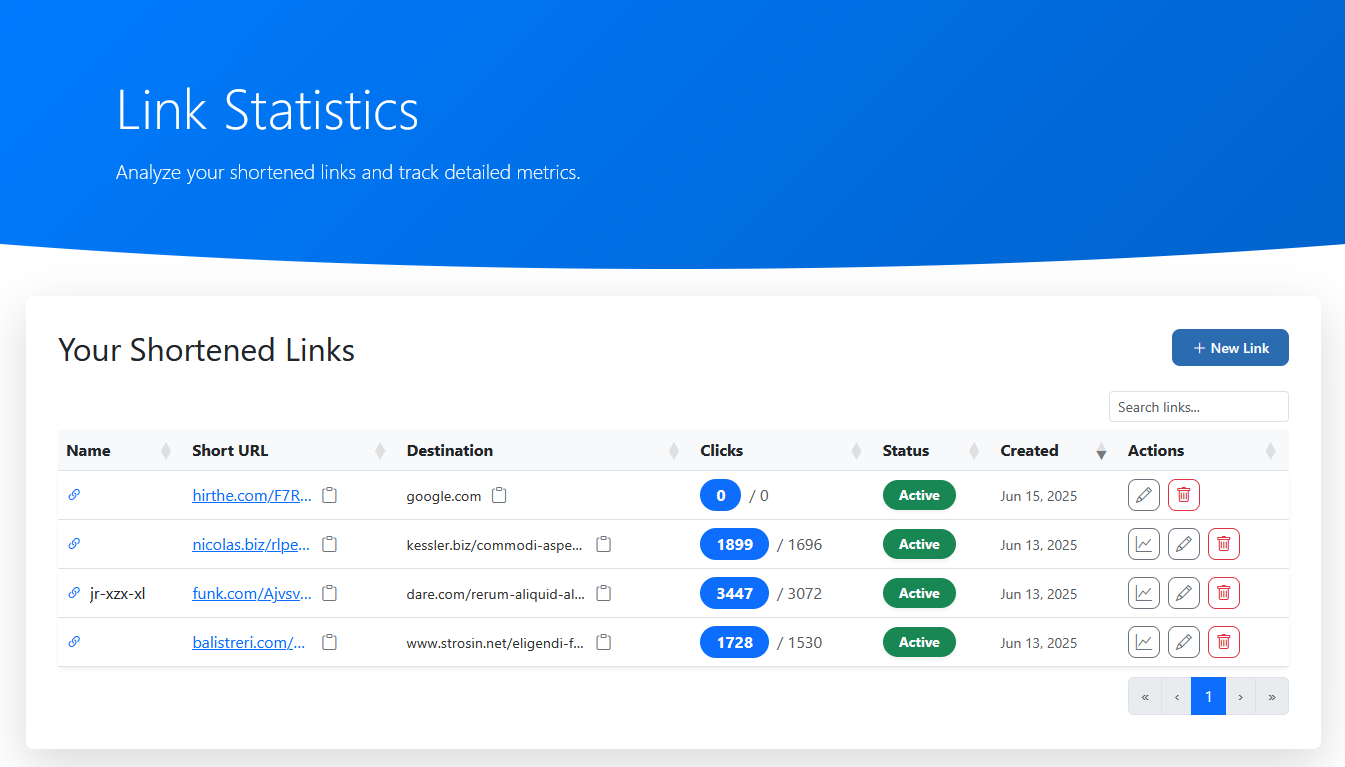 Link Statistics
Analyze your shortened links and track detailed metrics.
Your Shortened Links
+ New Link
Search links...
Name Short URL Destination Clicks Status Created Actions
hirthe.com/F7R... google.com 0 / 0 Active Jun 15, 2025
nicolas.biz/rlpe... kessler.biz/commodi-aspe... 1899 / 1696 Active Jun 13, 2025
jr-xzx-xl funk.com/Ajvsv... dare.com/rerum-aliquid-al... 3447 / 3072 Active Jun 13, 2025
balistreri.com/... www.strosin.net/eligendi-f... 1728 / 1530 Active Jun 13, 2025
« ‹ 1 › »